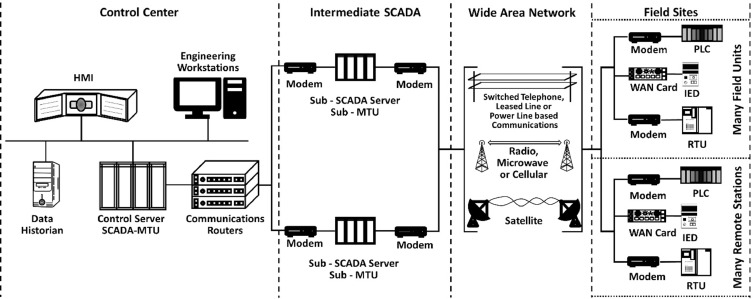 Control Center
Intermediate SCADA
Wide Area Network
Field Sites
HMI
Engineering
Workstations
Data
Historian
Control Server
SCADA-MTU
Communications
Routers
Modem
Modem
Sub - SCADA Server
Sub - MTU
Modem
Modem
Sub - SCADA Server
Sub - MTU
Switched Telephone,
Leased Line or
Power Line based
Communications
Radio,
Microwave
or Cellular
Satellite
Modem
PLC
WAN Card
IED
Modem
RTU
Many Field Units
Modem
PLC
WAN Card
IED
Modem
RTU
Many Remote Stations